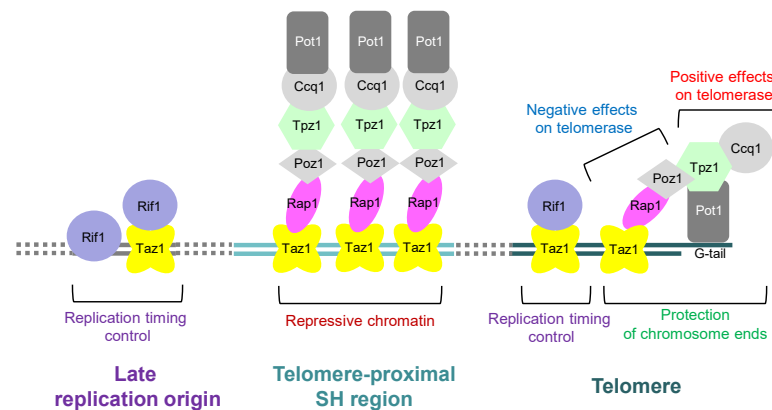 Pot1
Pot1
Pot1
Ccq1
Ccq1
Ccq1
Tpz1
Tpz1
Tpz1
Poz1
Poz1
Poz1
Rap1
Rap1
Rap1
Taz1
Taz1
Taz1
Rif1
Rif1
Taz1
Replication timing
control
Repressive chromatin
Positive effects
on telomerase
Negative effects
on telomerase
Ccq1
Tpz1
Poz1
Rap1
Pot1
Rif1
Taz1
Taz1
G-tail
Replication timing
control
Protection
of chromosome ends
Late
replication origin
Telomere-proximal
SH region
Telomere